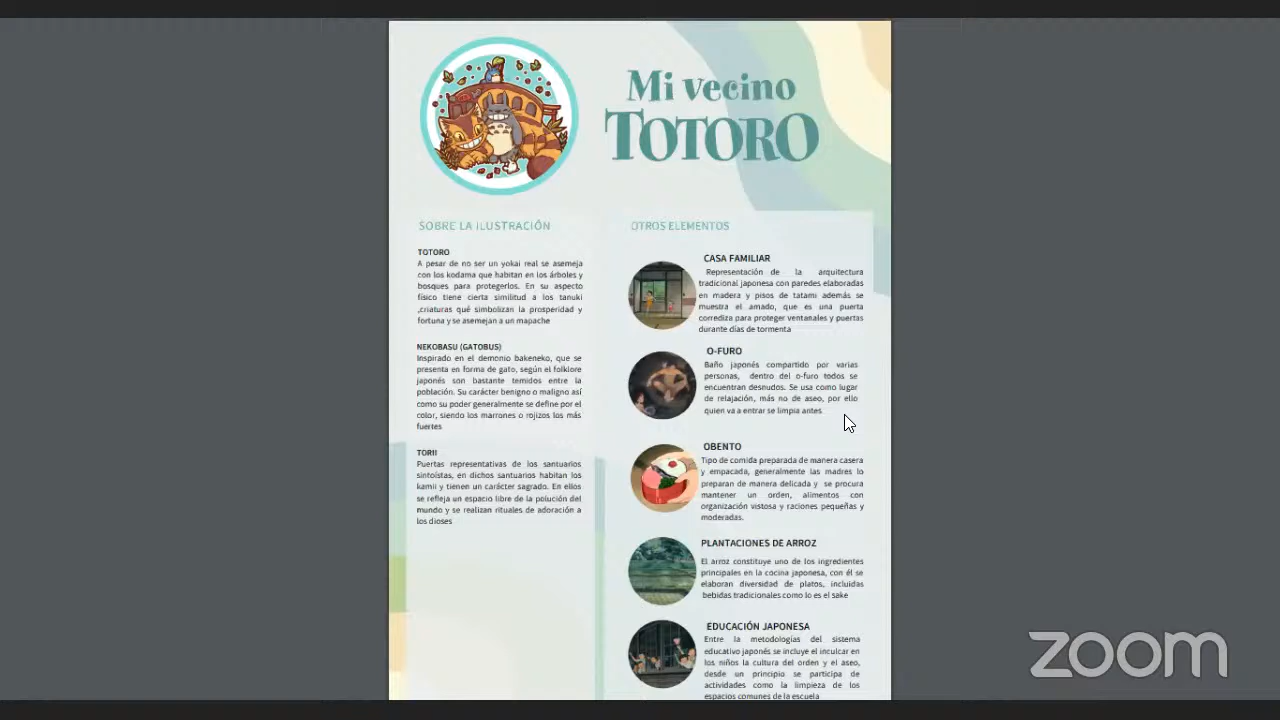 Mi vecino
TOTORO
SOBRE LA ILUSTRACIÓN
TOTORO
A pesar de no ser un yokai real se asemeja
con los kodama que habitan en los árboles y
bosques para protegerlos. En su aspecto
físico tiene cierta similitud a los tanuki
,criaturas qué simbolizan la prosperidad y
fortuna y se asemejan a un mapache
NEKOBASU (GATOBUS)
Inspirado en el demonio bakeneko, que se
presenta en forma de gato, según el folklore
japonés son bastante temidos entre la
población. Su carácter benigno o maligno así
como su poder generalmente se define por el
color, siendo los marrones o rojizos los más
fuertes
TORII
Puertas representativas de los santuarios
sintoístas, en dichos santuarios habitan los
kamii y tienen un carácter sagrado. En ellos
se refleja un espacio libre de la polución del
mundo y se realizan rituales de adoración a
los dioses
OTROS ELEMENTOS
CASA FAMILIAR
Representación de la arquitectura
tradicional japonesa con paredes elaboradas
en madera y pisos de tatami además se
muestra el amado, que es una puerta
corrediza para proteger ventanales y puertas
durante días de tormenta
O-FURO
Baño japonés compartido por varias
personas, dentro del o-furo todos se
encuentran desnudos. Se usa como lugar
de relajación, más no de aseo, por ello
quien va a entrar se limpia antes
OBENTO
Tipo de comida preparada de manera casera
y empacada, generalmente las madres lo
preparan de manera delicada y se procura
mantener un orden, alimentos con
organización vistosa y raciones pequeñas y
moderadas.
PLANTACIONES DE ARROZ
El arroz constituye uno de los ingredientes
principales en la cocina japonesa, con él se
elaboran diversidad de platos, incluidas
bebidas tradicionales como lo es el sake
EDUCACIÓN JAPONESA
Entre la metodologías del sistema
educativo japonés se incluye el inculcar en
los niños la cultura del orden y el aseo,
desde un principio se participa de
actividades como la limpieza de los
espacios comunes de la escuela
zoom